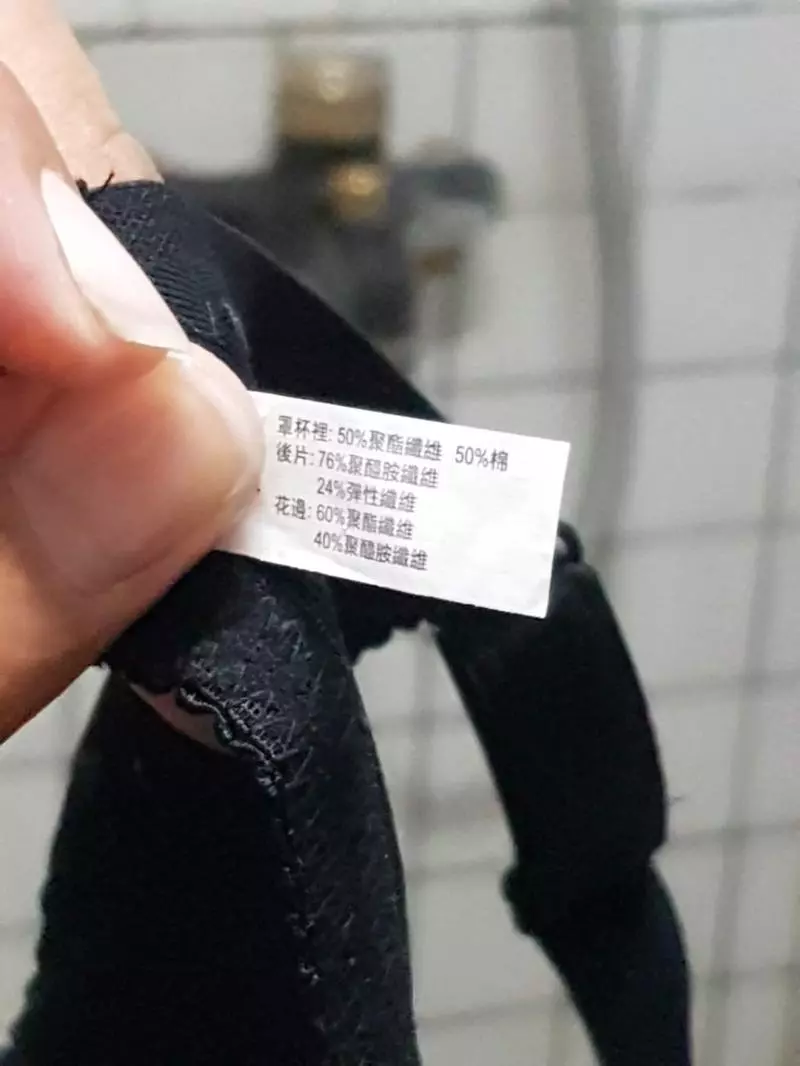 罩杯裡: 50%聚酯纖維 50%棉
後片: 76%聚醯胺纖維
24%彈性纖維
花邊: 60%聚酯纖維
40%聚醯胺纖維